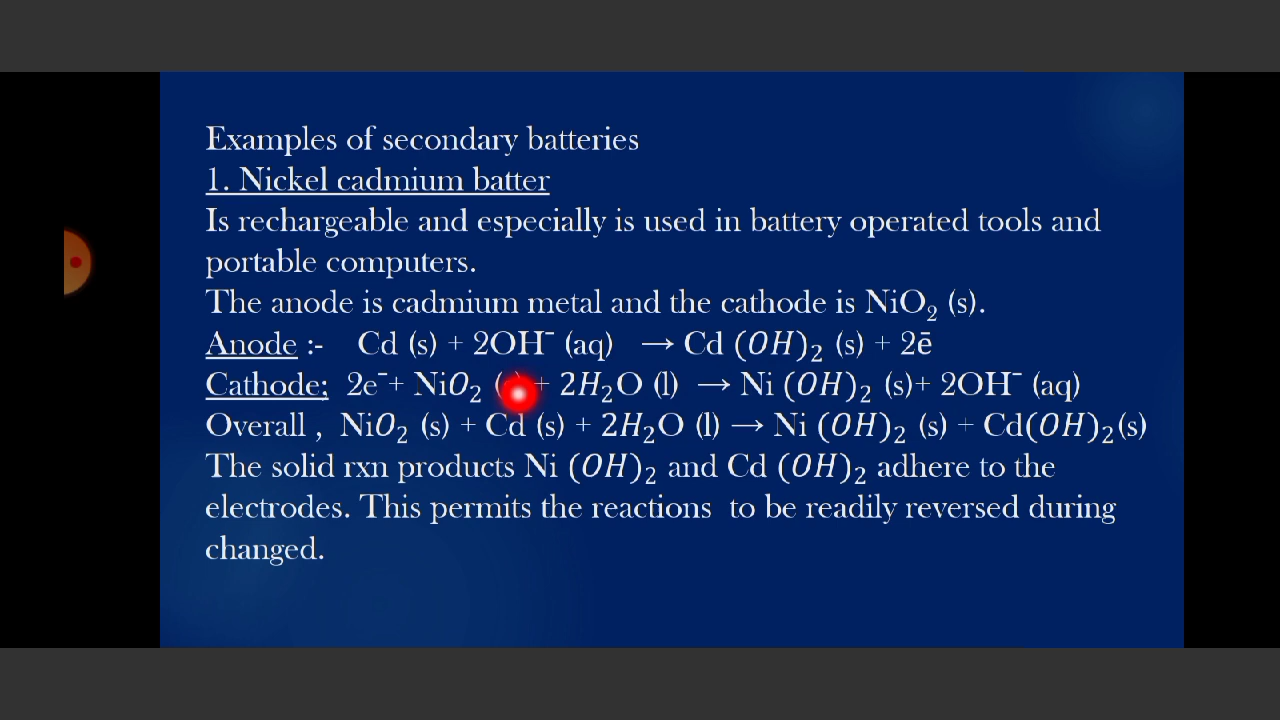 Examples of secondary batteries
1. Nickel cadmium batter
Is rechargeable and especially is used in battery operated tools and
portable computers.
The anode is cadmium metal and the cathode is NiO₂ (s).
Anode :- Cd (s) + 2OH⁻ (aq) → Cd (OH)₂ (s) + 2ē
Cathode; 2e⁻+ NiO₂ ( + 2H₂O (l) → Ni (OH)₂ (s)+ 2OH⁻ (aq)
Overall , NiO₂ (s) + Cd (s) + 2H₂O (l) → Ni (OH)₂ (s) + Cd(OH)₂(s)
The solid rxn products Ni (OH)₂ and Cd (OH)₂ adhere to the
electrodes. This permits the reactions to be readily reversed during
changed.